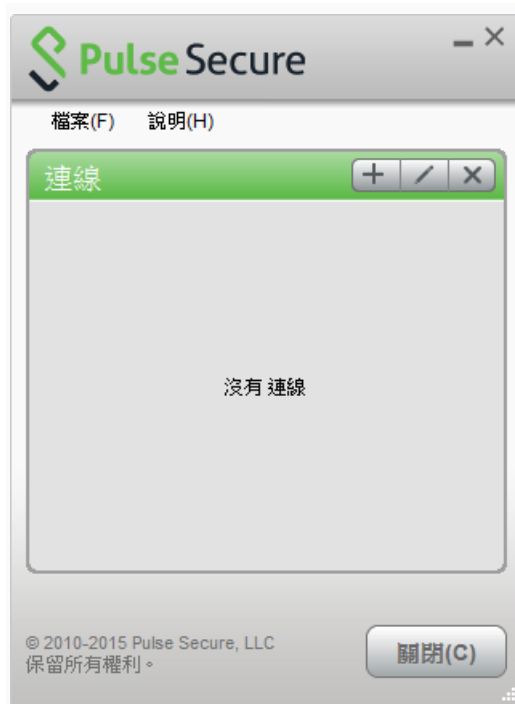 Pulse Secure
檔案(F) 說明(H)
連線
沒有 連線
© 2010-2015 Pulse Secure, LLC
保留所有權利。
關閉(C)